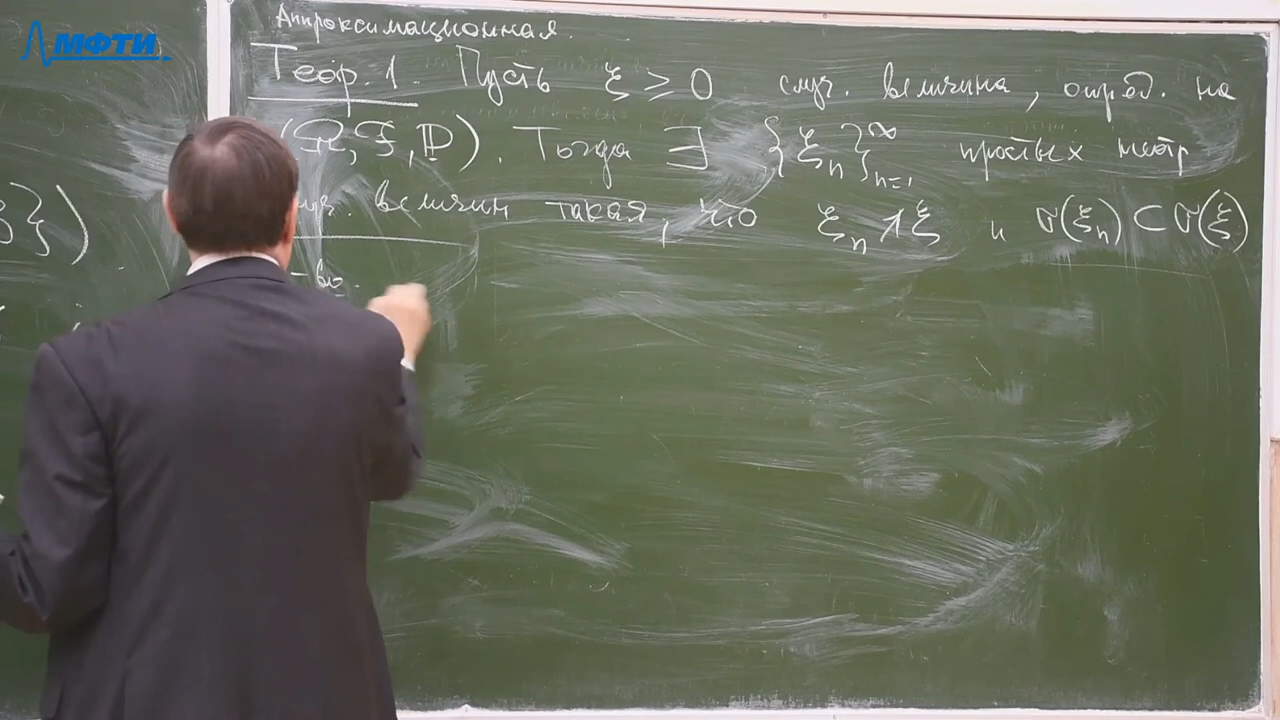 МФТИ
Аппроксимационная.
Теор. 1. Пусть ξ ⩾ 0 случ. величина, опред. на
(Ω, F, ℙ). Тогда ∃ {ξₙ}ₙ₌₁^∞ простых неотр
луч. величин такая, что ξₙ ↗ ξ и σ(ξₙ) ⊂ σ(ξ)
-во.
})